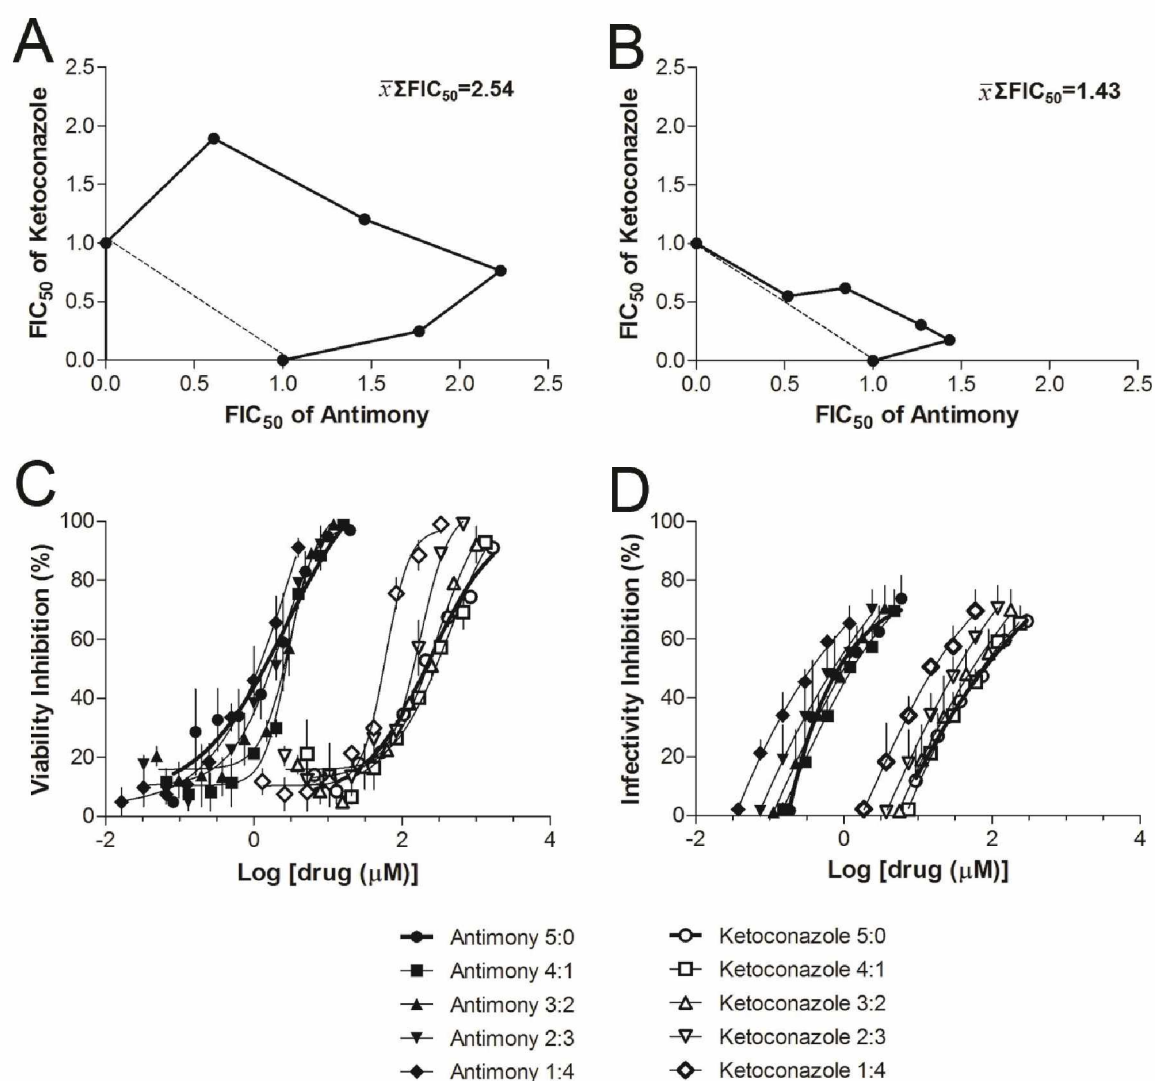 A
B
2.5
2.0
1.5
1.0
0.5
0.0
FIC50 of Ketoconazole
x̅ΣFIC50=2.54
0.0 0.5 1.0 1.5 2.0 2.5
FIC50 of Antimony
2.5
2.0
1.5
1.0
0.5
0.0
FIC50 of Ketoconazole
x̅ΣFIC50=1.43
0.0 0.5 1.0 1.5 2.0 2.5
FIC50 of Antimony
C
D
100
80
60
40
20
0
Viability Inhibition (%)
-2 0 2 4
Log [drug (μM)]
100
80
60
40
20
0
Infectivity Inhibition (%)
-2 0 2 4
Log [drug (μM)]
Antimony 5:0
Antimony 4:1
Antimony 3:2
Antimony 2:3
Antimony 1:4
Ketoconazole 5:0
Ketoconazole 4:1
Ketoconazole 3:2
Ketoconazole 2:3
Ketoconazole 1:4